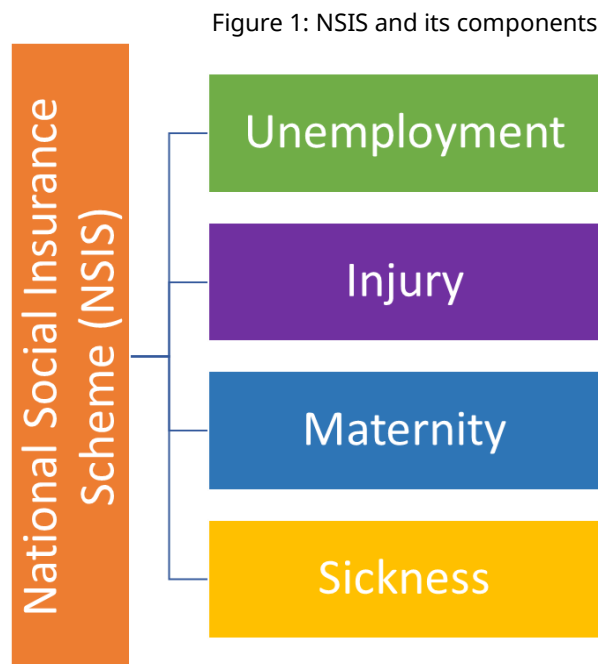 Figure 1: NSIS and its components
National Social Insurance
Scheme (NSIS)
Unemployment
Injury
Maternity
Sickness